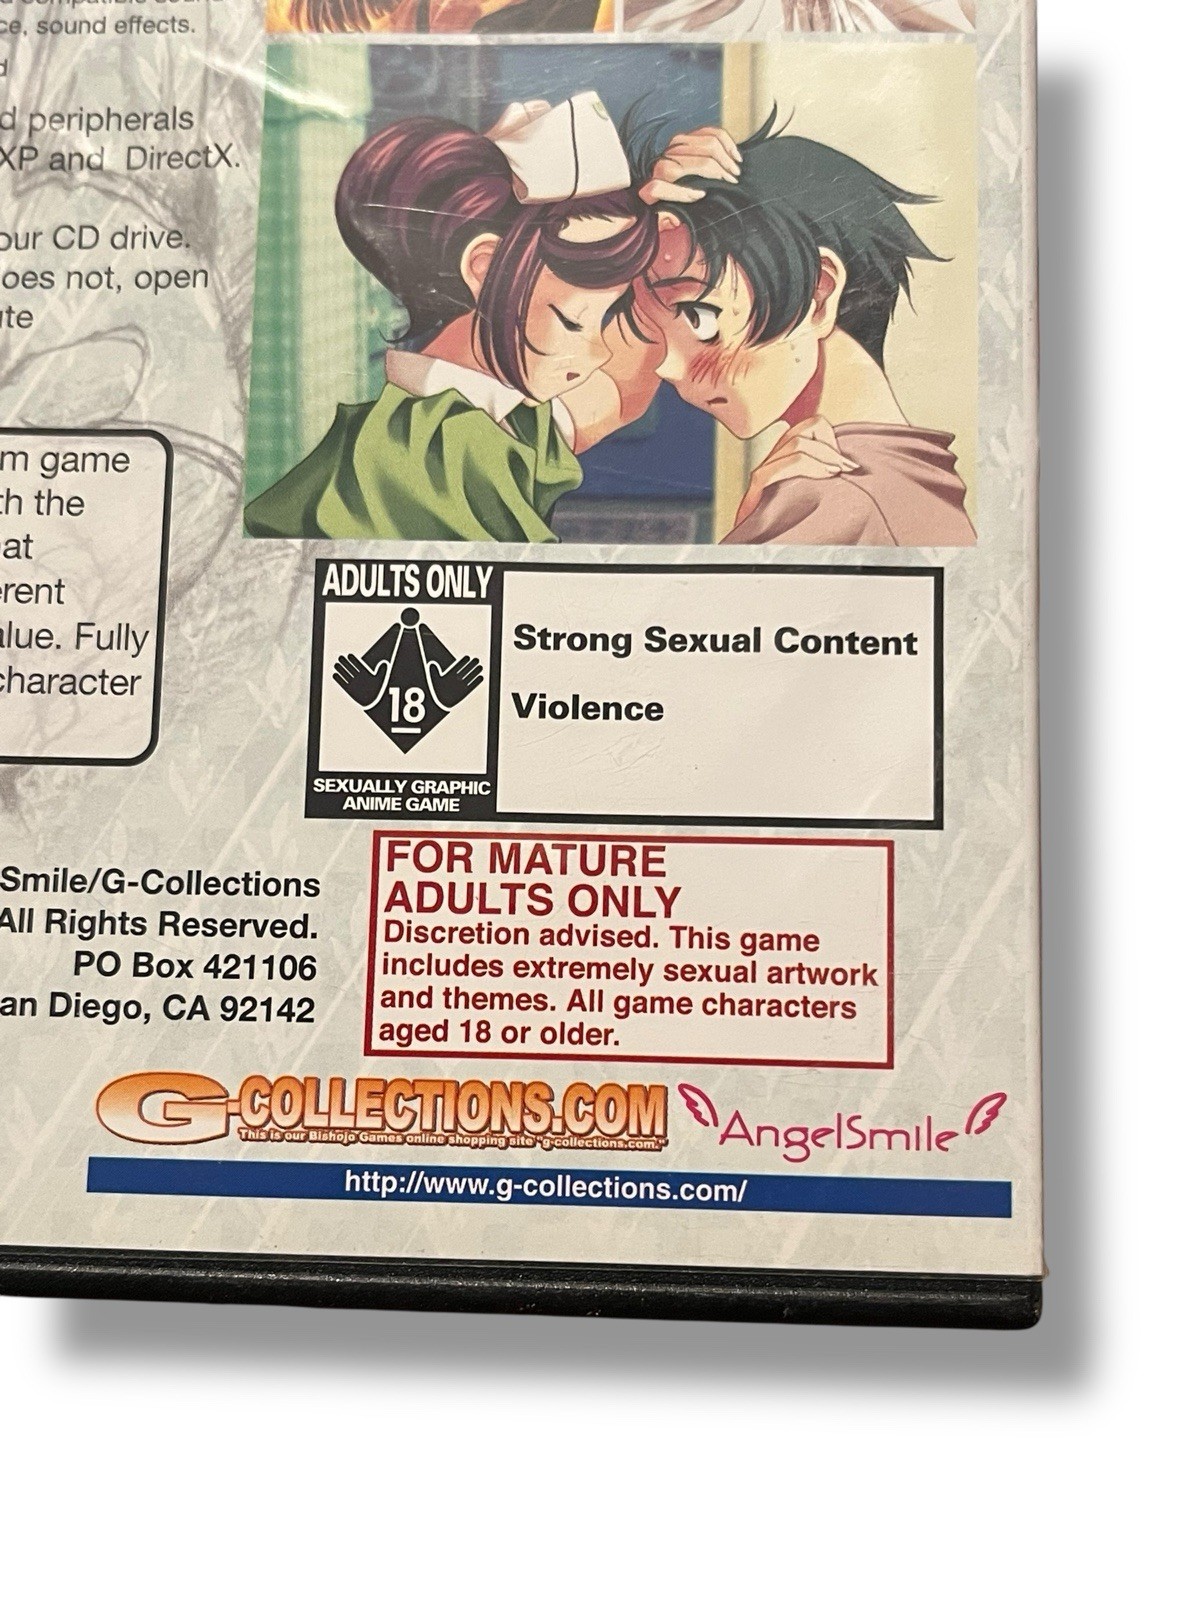 ce, sound effects.
d
d peripherals
XP and DirectX.
our CD drive.
oes not, open
ute
m game
th the
at
erent
alue. Fully
character
ADULTS ONLY
18
SEXUALLY GRAPHIC
ANIME GAME
Strong Sexual Content
Violence
Smile/G-Collections
All Rights Reserved.
PO Box 421106
an Diego, CA 92142
FOR MATURE
ADULTS ONLY
Discretion advised. This game
includes extremely sexual artwork
and themes. All game characters
aged 18 or older.
G-COLLECTIONS.COM
This is our Bishojo Games online shopping site "g-collections.com."
AngelSmile
http://www.g-collections.com/